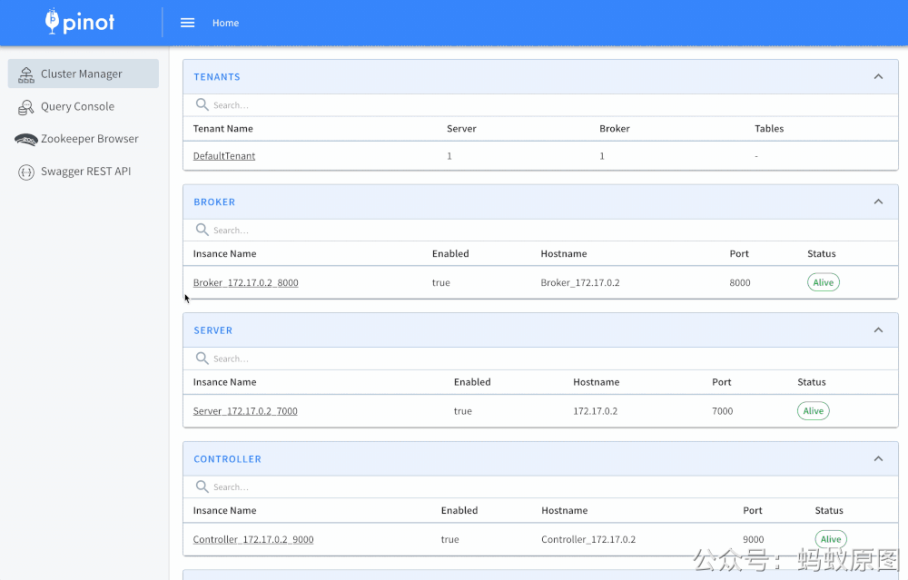 pinot
Home
Cluster Manager
Query Console
Zookeeper Browser
Swagger REST API
TENANTS
Search...
Tenant Name Server Broker Tables
DefaultTenant 1 1 -
BROKER
Search...
Insance Name Enabled Hostname Port Status
Broker_172.17.0.2_8000 true Broker_172.17.0.2 8000 Alive
SERVER
Search...
Insance Name Enabled Hostname Port Status
Server_172.17.0.2_7000 true 172.17.0.2 7000 Alive
CONTROLLER
Search...
Insance Name Enabled Hostname Port Status
Controller_172.17.0.2_9000 true Controller_172.17.0.2 9000 Alive
公众号：蚂蚁原图